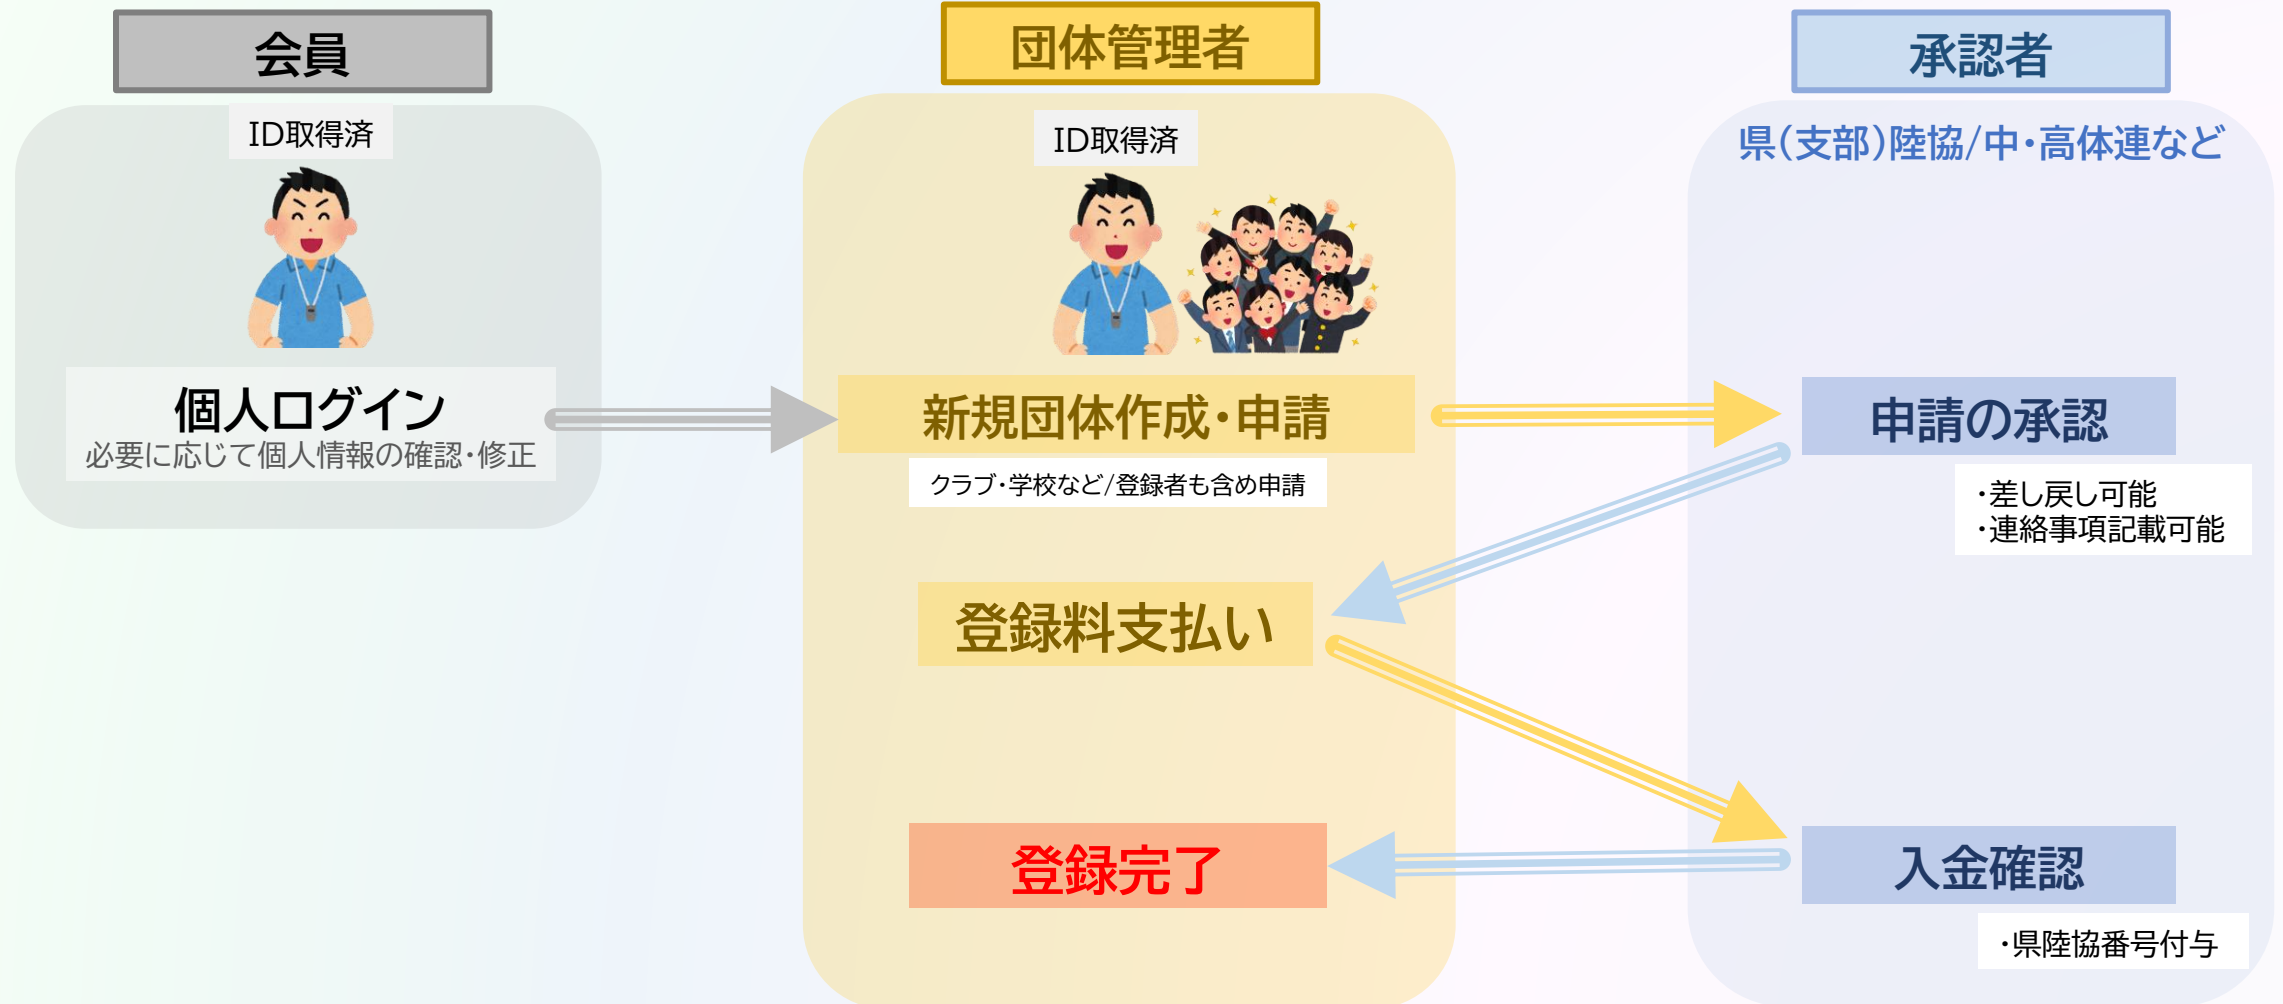 会員
ID取得済
個人ログイン
必要に応じて個人情報の確認・修正
団体管理者
ID取得済
新規団体作成・申請
クラブ・学校など/登録者も含め申請
登録料支払い
登録完了
承認者
県(支部)陸協/中・高体連など
申請の承認
・差し戻し可能
・連絡事項記載可能
入金確認
・県陸協番号付与